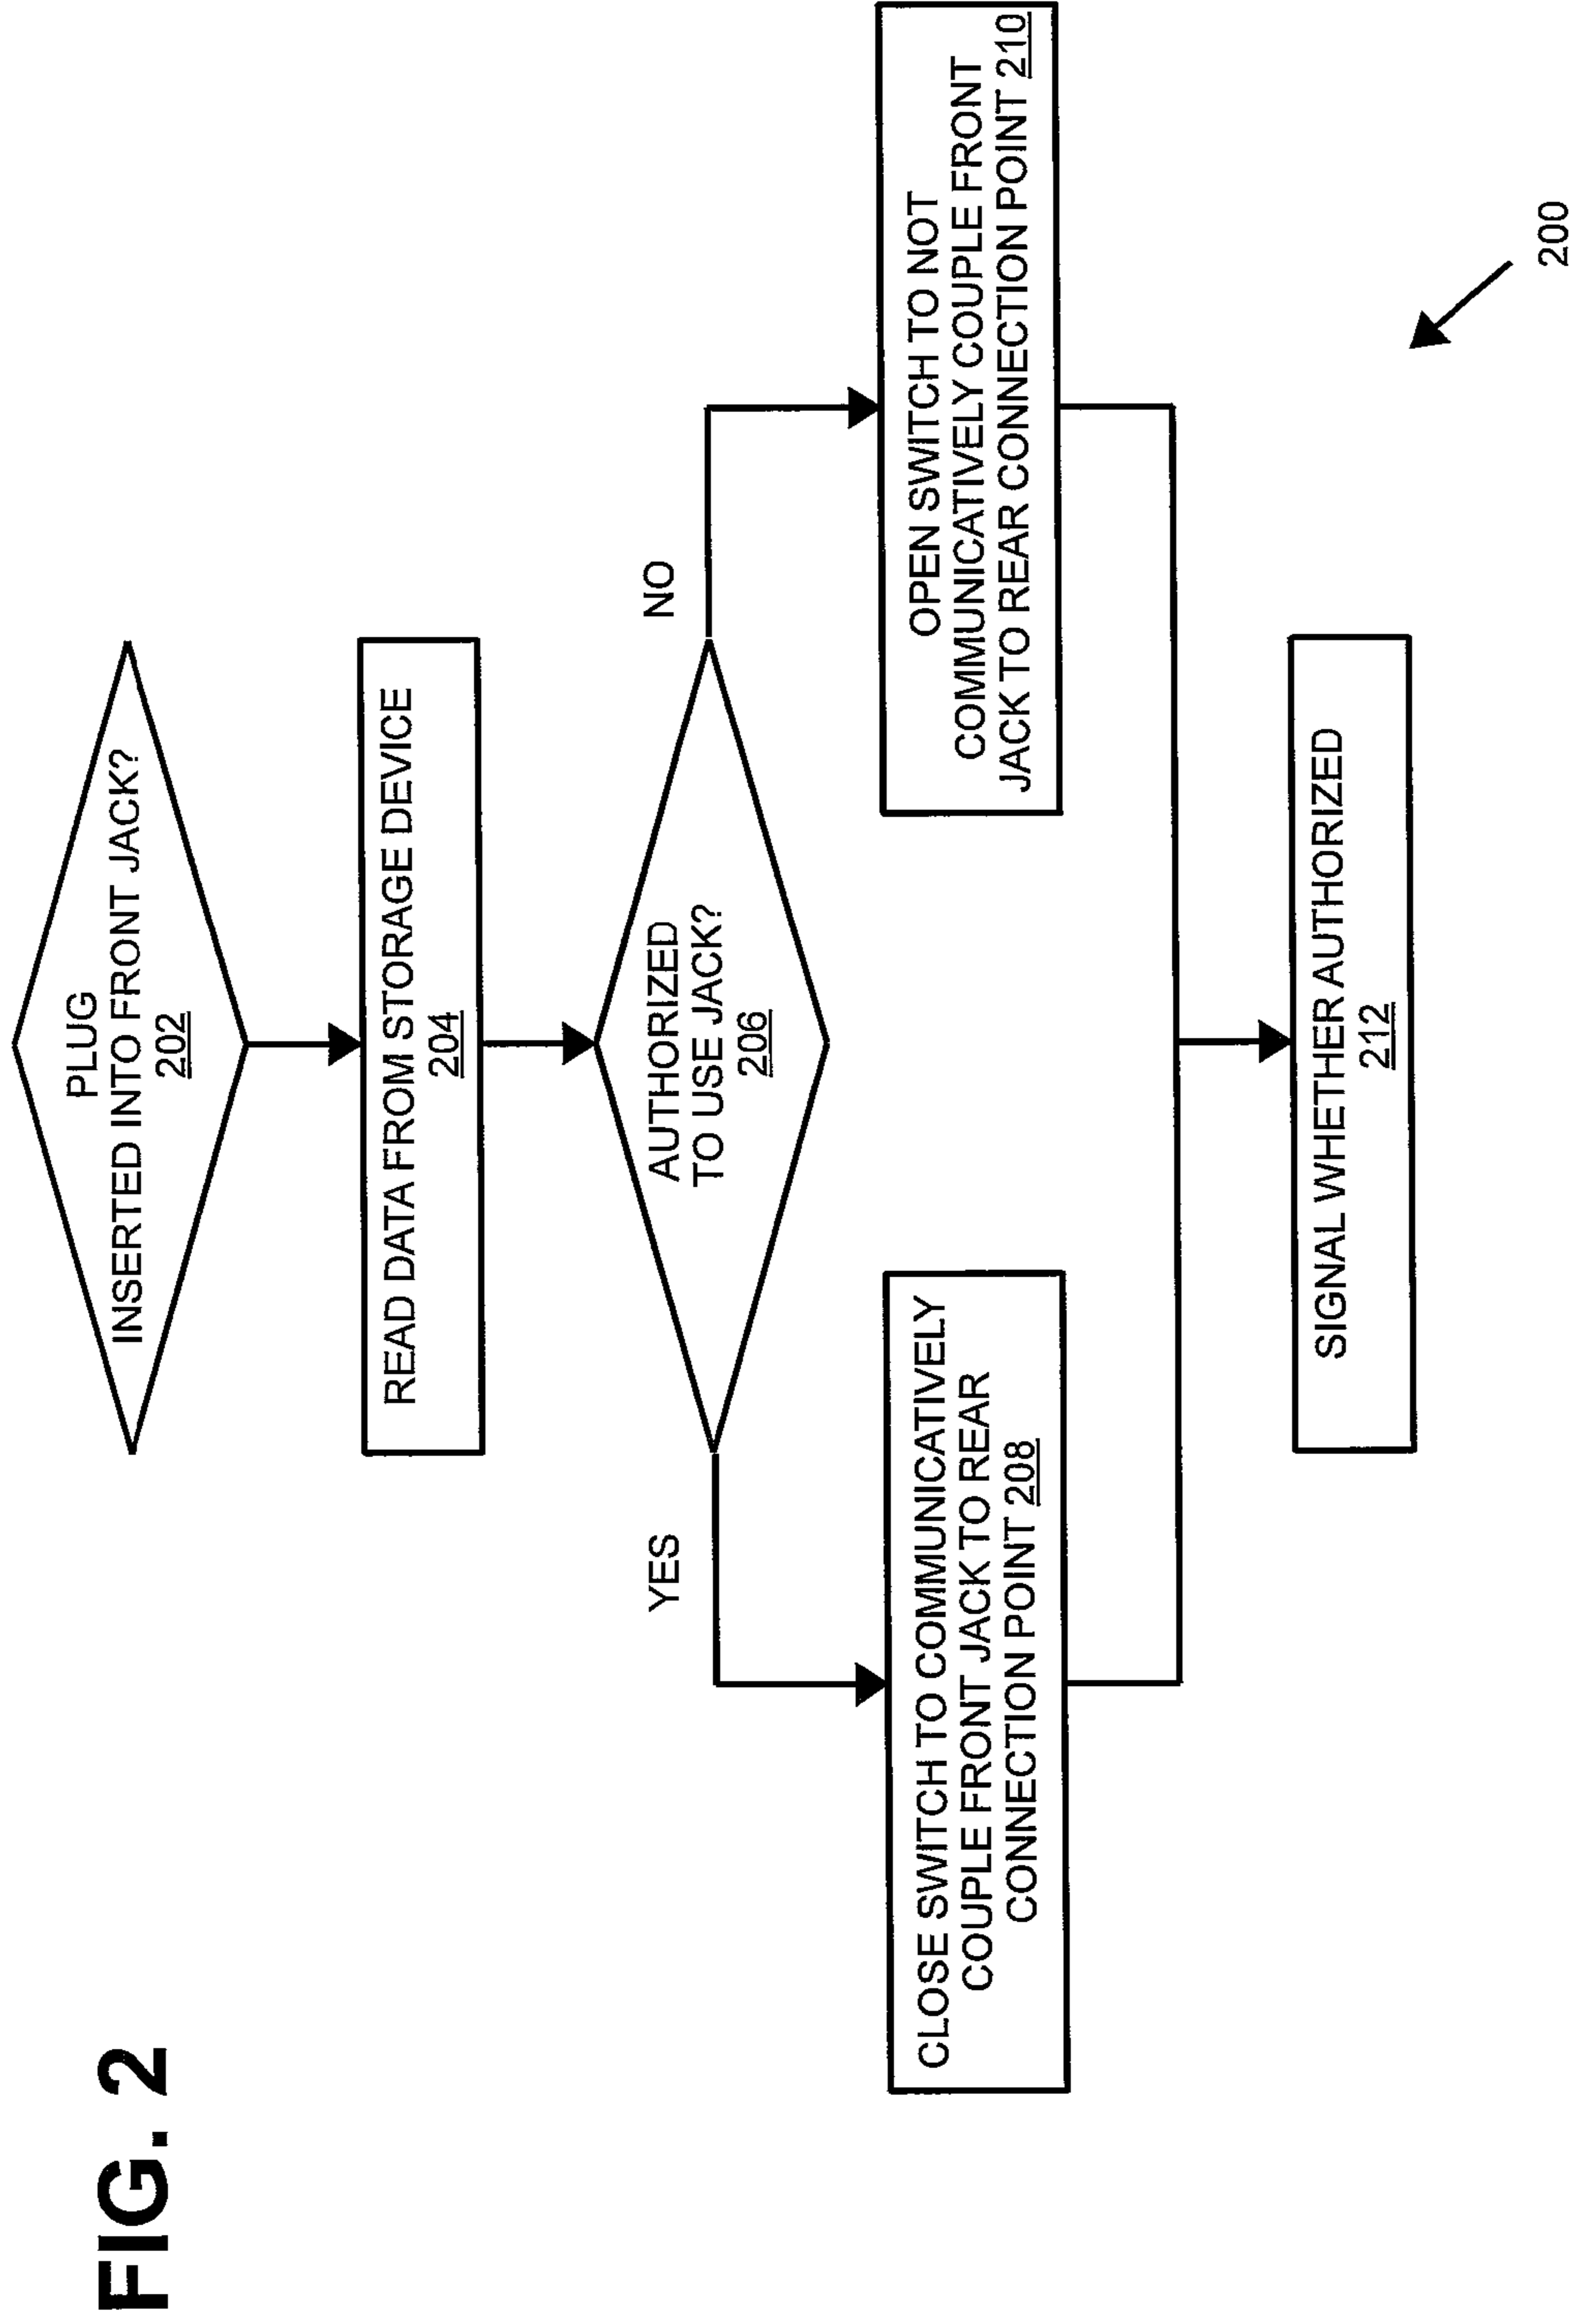 FIG. 2
PLUG
INSERTED INTO FRONT JACK?
202
READ DATA FROM STORAGE DEVICE
204
AUTHORIZED
TO USE JACK?
206
YES
NO
CLOSE SWITCH TO COMMUNICATIVELY
COUPLE FRONT JACK TO REAR
CONNECTION POINT 208
OPEN SWITCH TO NOT
COMMUNICATIVELY COUPLE FRONT
JACK TO REAR CONNECTION POINT 210
SIGNAL WHETHER AUTHORIZED
212
200